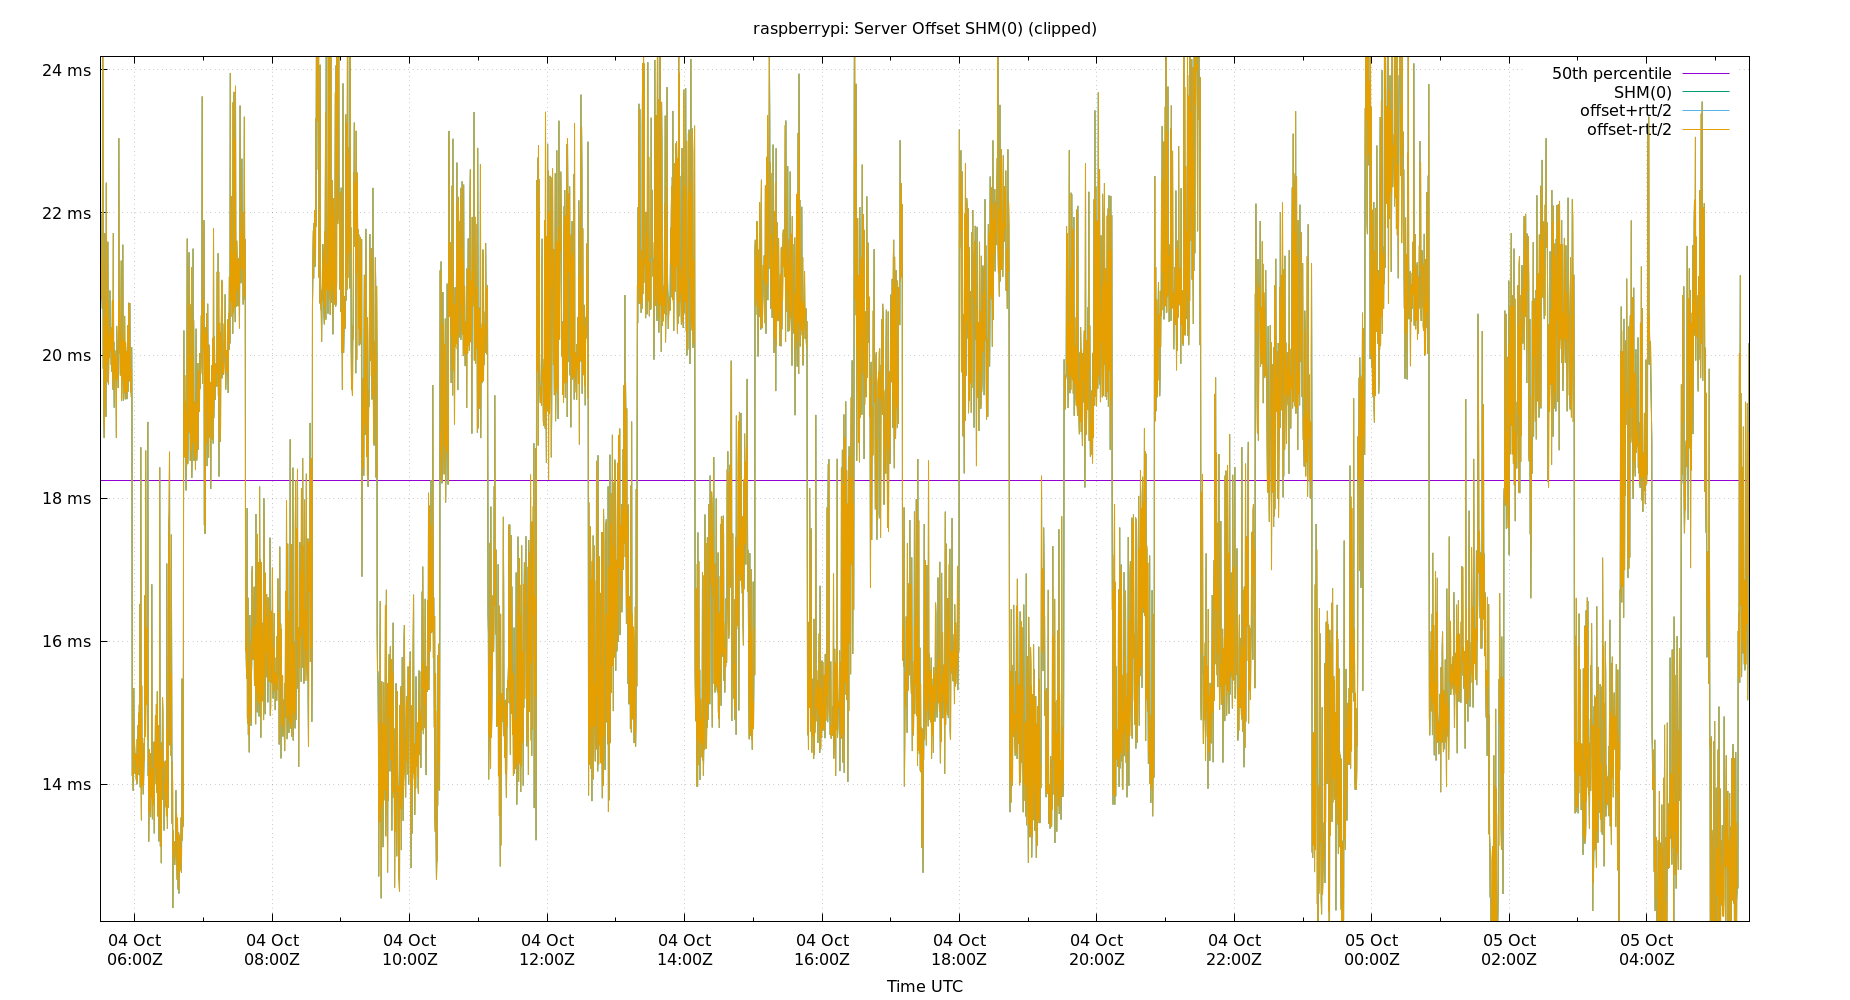 raspberrypi: Server Offset SHM(0) (clipped)
24 ms
22 ms
20 ms
18 ms
16 ms
14 ms
50th percentile
SHM(0)
offset+rtt/2
offset-rtt/2
04 Oct 04 Oct 04 Oct 04 Oct 04 Oct 04 Oct 04 Oct 04 Oct 04 Oct 05 Oct 05 Oct 05 Oct
06:00Z 08:00Z 10:00Z 12:00Z 14:00Z 16:00Z 18:00Z 20:00Z 22:00Z 00:00Z 02:00Z 04:00Z
Time UTC